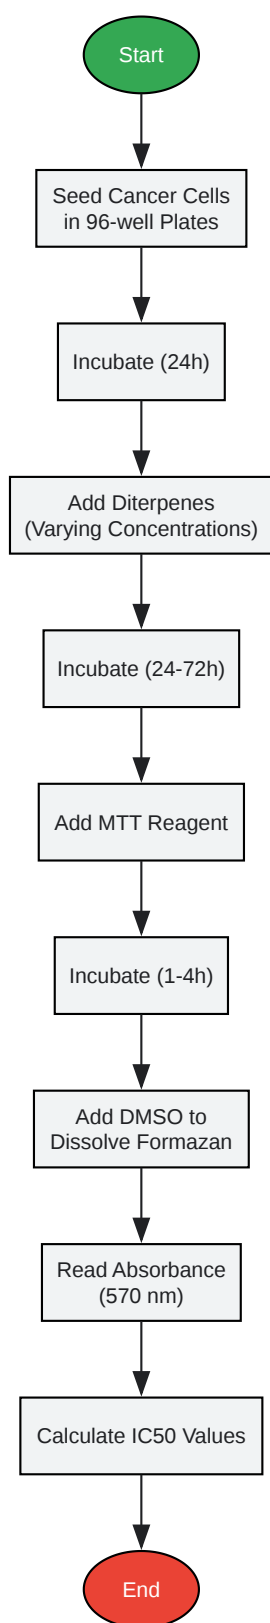 Start
Seed Cancer Cells
in 96-well Plates
Incubate (24h)
Add Diterpenes
(Varying Concentrations)
Incubate (24-72h)
Add MTT Reagent
Incubate (1-4h)
Add DMSO to
Dissolve Formazan
Read Absorbance
(570 nm)
Calculate IC50 Values
End